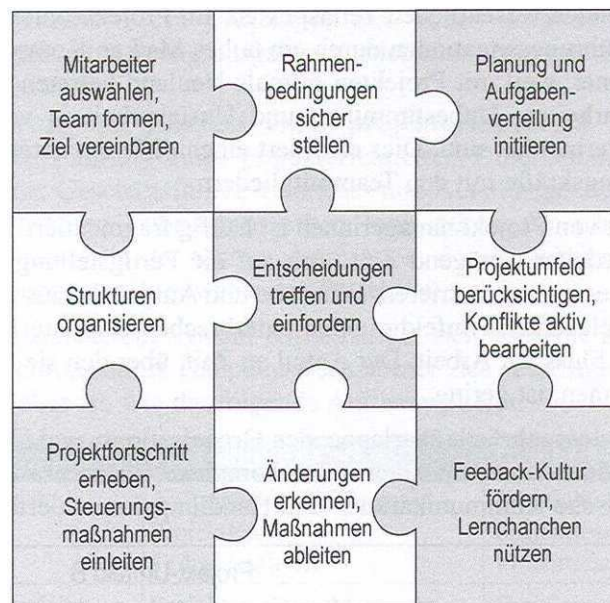 Mitarbeiter
auswählen,
Team formen,
Ziel vereinbaren
Rahmen-
bedingungen
sicher
stellen
Planung und
Aufgaben-
verteilung
initiieren
Strukturen
organisieren
Entscheidungen
treffen und
einfordern
Projektumfeld
berücksichtigen,
Konflikte aktiv
bearbeiten
Projektfortschritt
erheben,
Steuerungs-
maßnahmen
einleiten
Änderungen
erkennen,
Maßnahmen
ableiten
Feeback-Kultur
fördern,
Lernchanchen
nützen